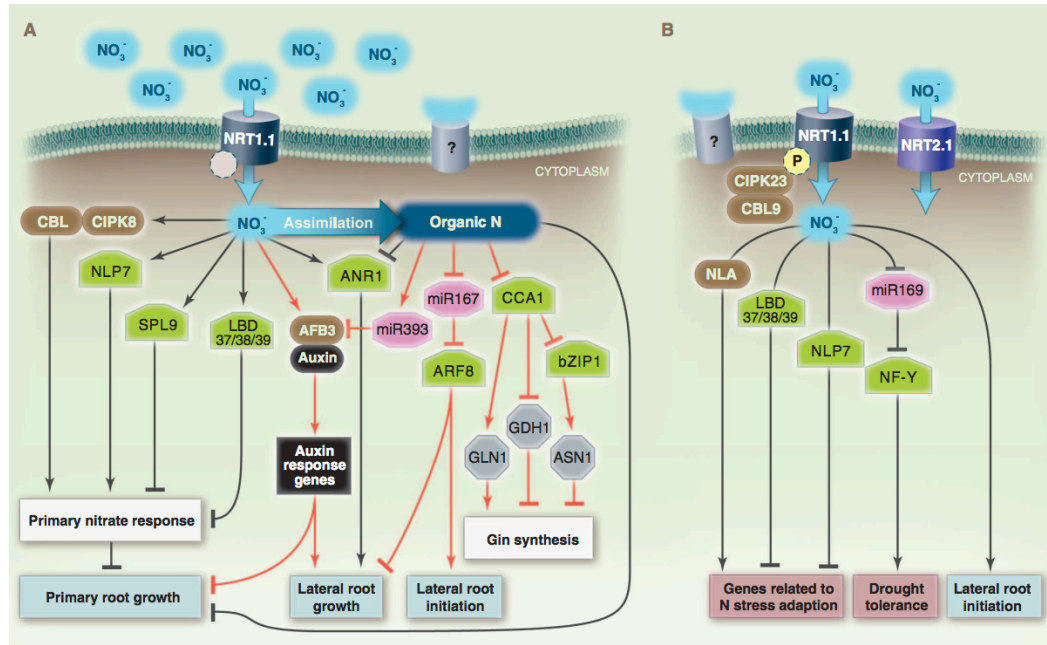 A
NO₃⁻
NO₃⁻
NO₃⁻
NO₃⁻
NO₃⁻
NO₃⁻
NO₃⁻
NRT1.1
?
CYTOPLASM
CBL
CIPK8
NO₃⁻
Assimilation
Organic N
NLP7
ANR1
SPL9
LBD
37/38/39
AFB3
Auxin
miR393
miR167
CCA1
ARF8
bZIP1
GDH1
GLN1
ASN1
Auxin
response
genes
Primary nitrate response
Gin synthesis
Primary root growth
Lateral root
growth
Lateral root
initiation
B
NO₃⁻
NO₃⁻
?
NRT1.1
NRT2.1
P
CYTOPLASM
CIPK23
CBL9
NO₃⁻
NLA
miR169
LBD
37/38/39
NLP7
NF-Y
Genes related to
N stress adaption
Drought
tolerance
Lateral root
initiation